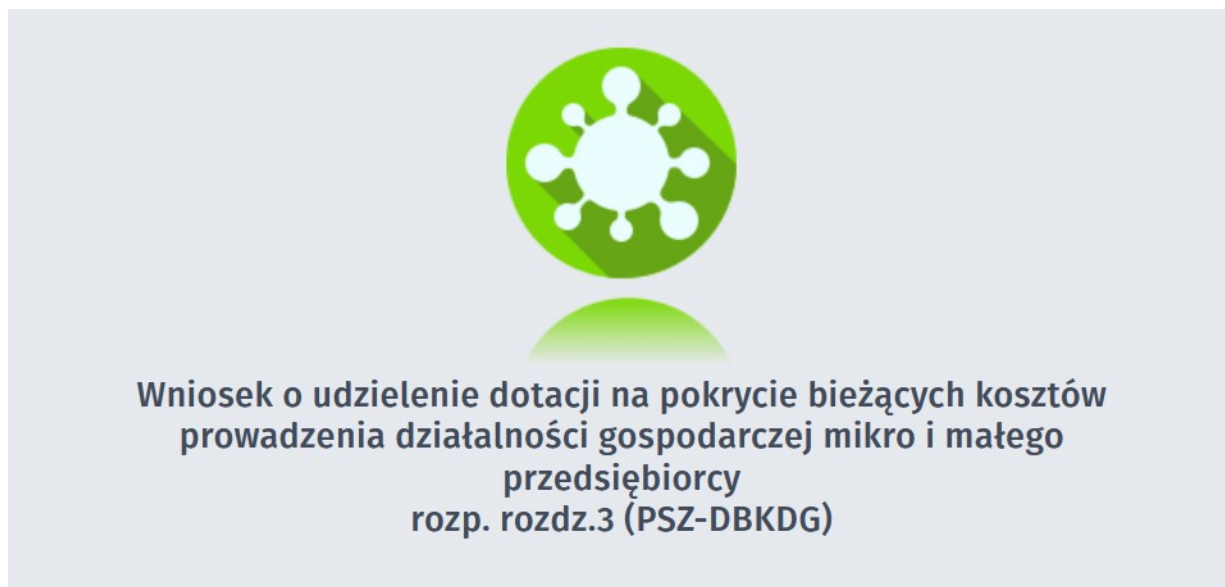 Wniosek o udzielenie dotacji na pokrycie bieżących kosztów
prowadzenia działalności gospodarczej mikro i małego
przedsiębiorcy
rozp. rozdz.3 (PSZ-DBKDG)